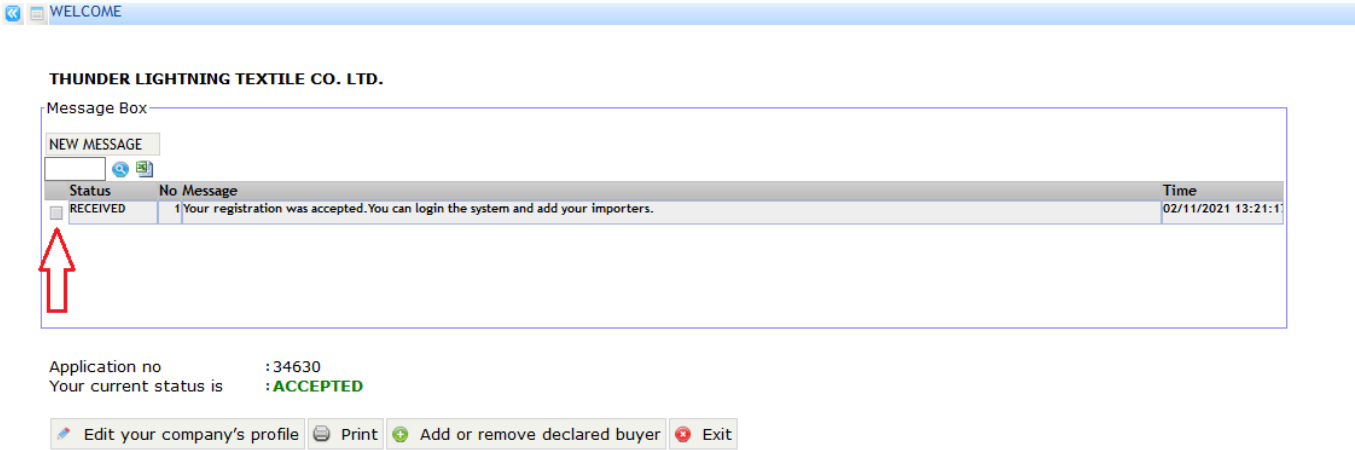 WELCOME
THUNDER LIGHTNING TEXTILE CO. LTD.
Message Box
NEW MESSAGE
Status No Message Time
RECEIVED 1 Your registration was accepted.You can login the system and add your importers. 02/11/2021 13:21:1
Application no :34630
Your current status is :ACCEPTED
Edit your company's profile Print Add or remove declared buyer Exit